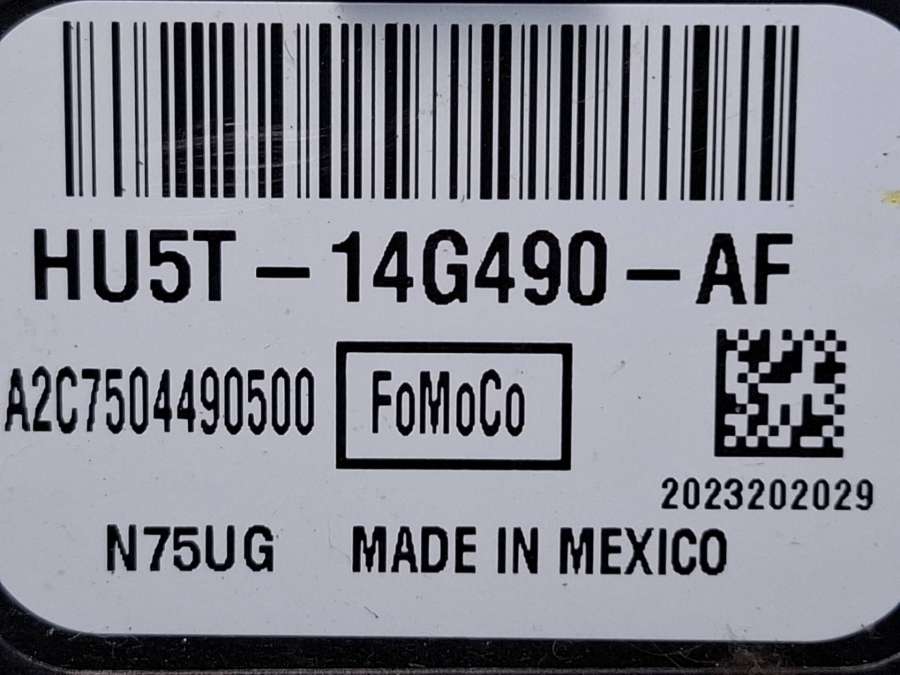 HU5T-14G490-AF
A2C7504490500 FoMoCo
2023202029
N75UG MADE IN MEXICO